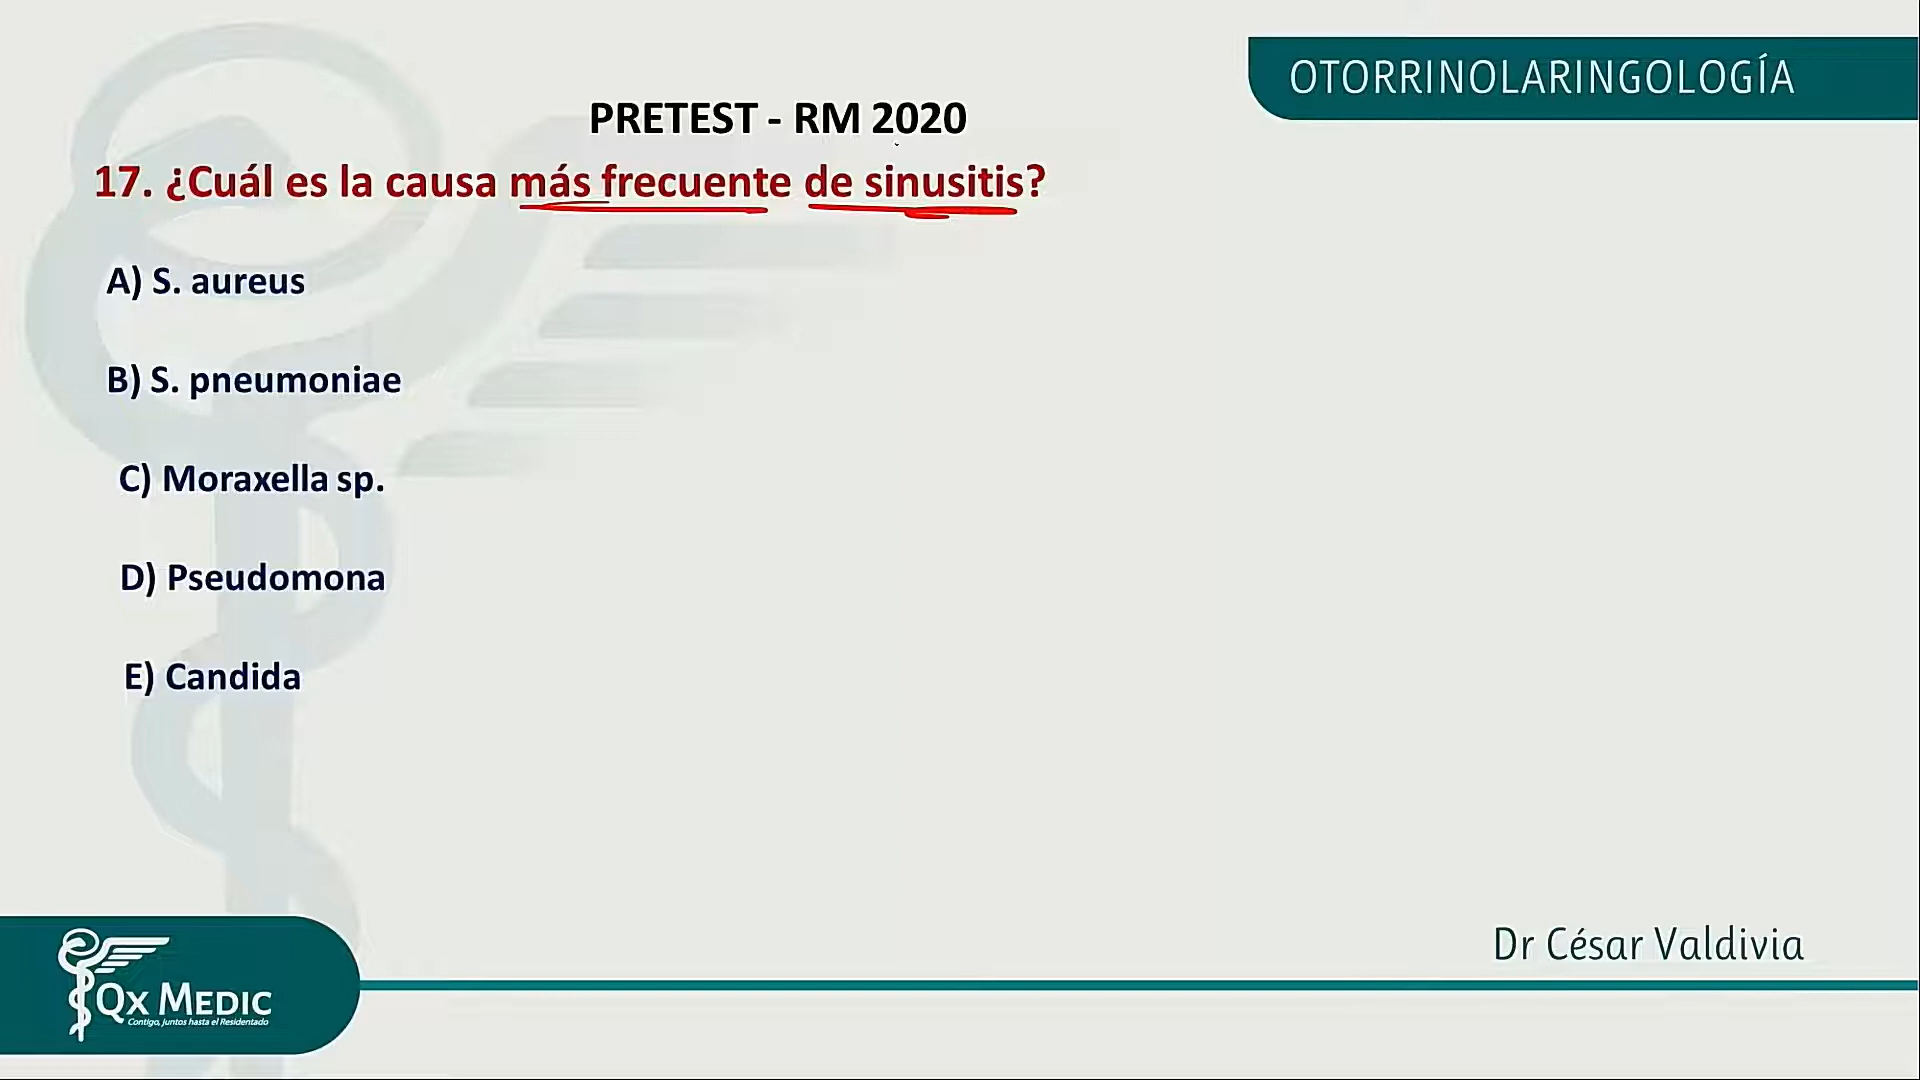 OTORRINOLARINGOLOGÍA
PRETEST - RM 2020
17. ¿Cuál es la causa más frecuente de sinusitis?
A) S. aureus
B) S. pneumoniae
C) Moraxella sp.
D) Pseudomona
E) Candida
Dr César Valdivia
QX MEDIC
Contigo, juntos hasta el Residentado